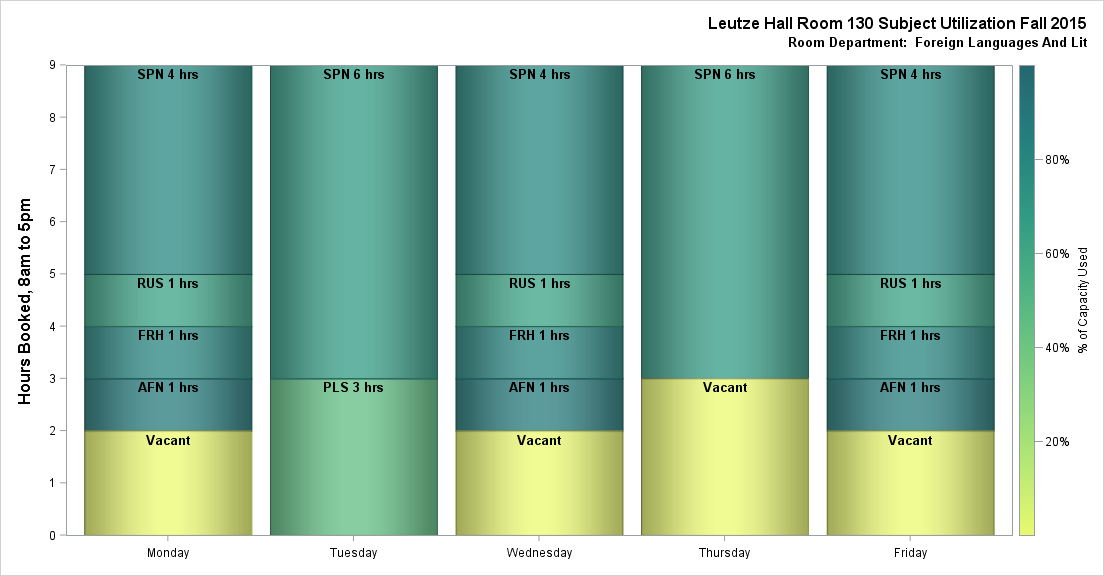 Leutze Hall Room 130 Subject Utilization Fall 2015
Room Department: Foreign Languages And Lit
Hours Booked, 8am to 5pm
9
8
7
6
5
4
3
2
1
0
SPN 4 hrs
RUS 1 hrs
FRH 1 hrs
AFN 1 hrs
Vacant
Monday
SPN 6 hrs
PLS 3 hrs
Tuesday
SPN 4 hrs
RUS 1 hrs
FRH 1 hrs
AFN 1 hrs
Vacant
Wednesday
SPN 6 hrs
Vacant
Thursday
SPN 4 hrs
RUS 1 hrs
FRH 1 hrs
AFN 1 hrs
Vacant
Friday
80%
60%
40%
20%
% of Capacity Used